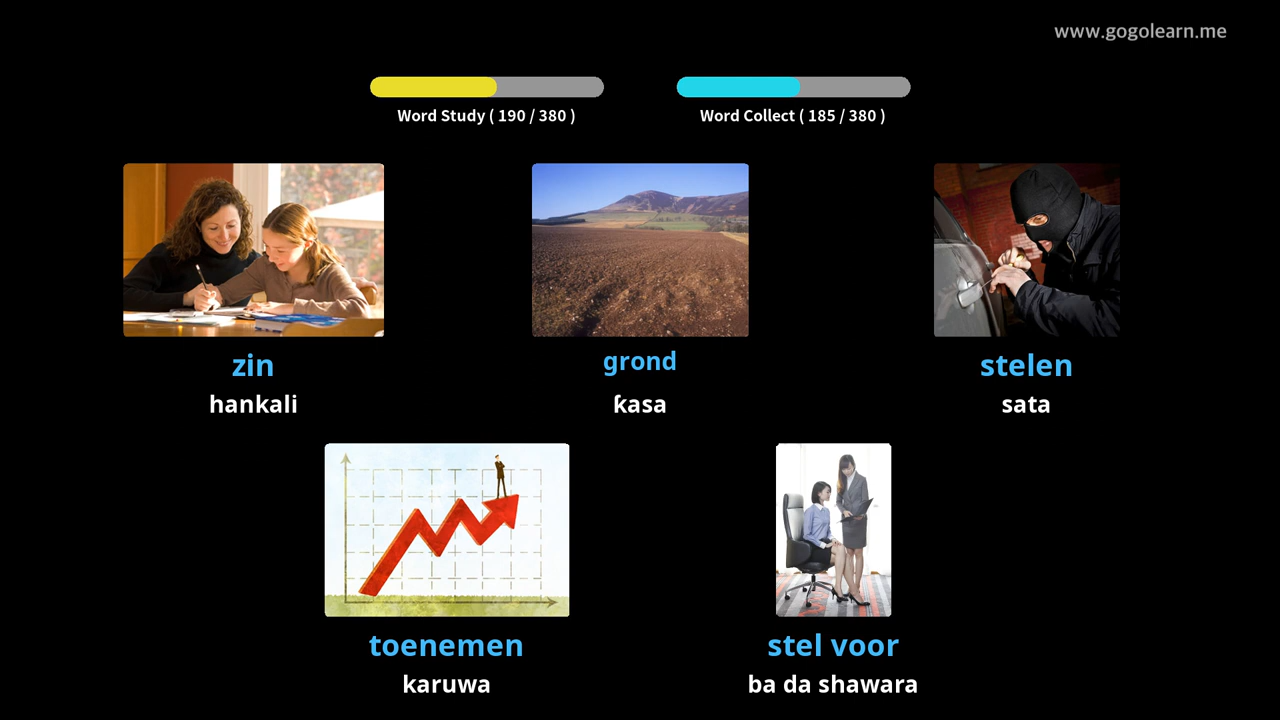 www.gogolearn.me
Word Study ( 190 / 380 )
Word Collect ( 185 / 380 )
zin
hankali
grond
ƙasa
stelen
sata
toenemen
karuwa
stel voor
ba da shawara